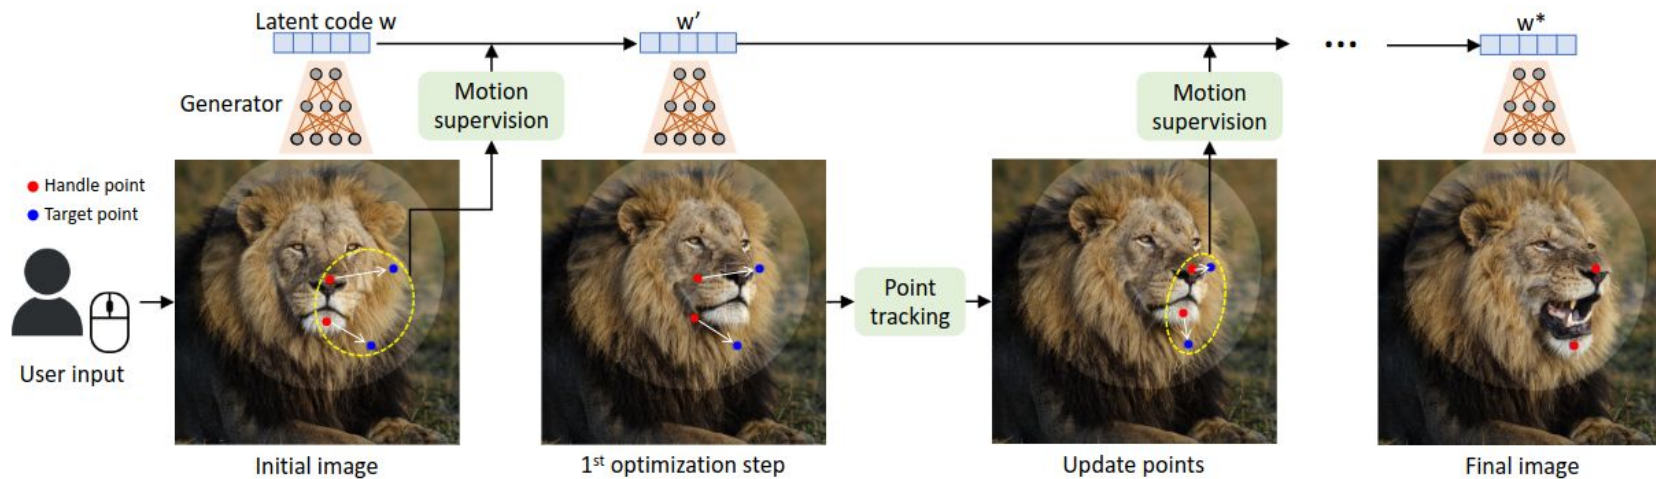 Latent code w
w’
w*
Generator
Motion
supervision
Motion
supervision
Handle point
Target point
Point
tracking
User input
Initial image
1st optimization step
Update points
Final image